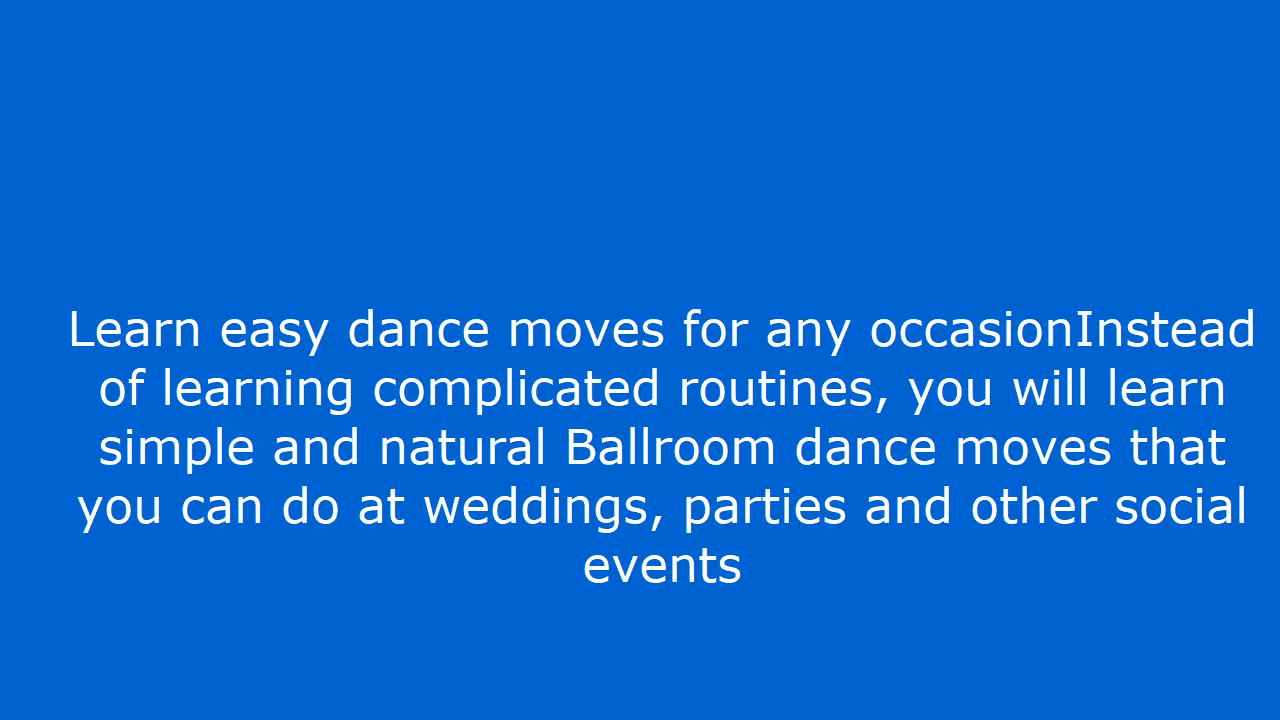 Learn easy dance moves for any occasionInstead
of learning complicated routines, you will learn
simple and natural Ballroom dance moves that
you can do at weddings, parties and other social
events